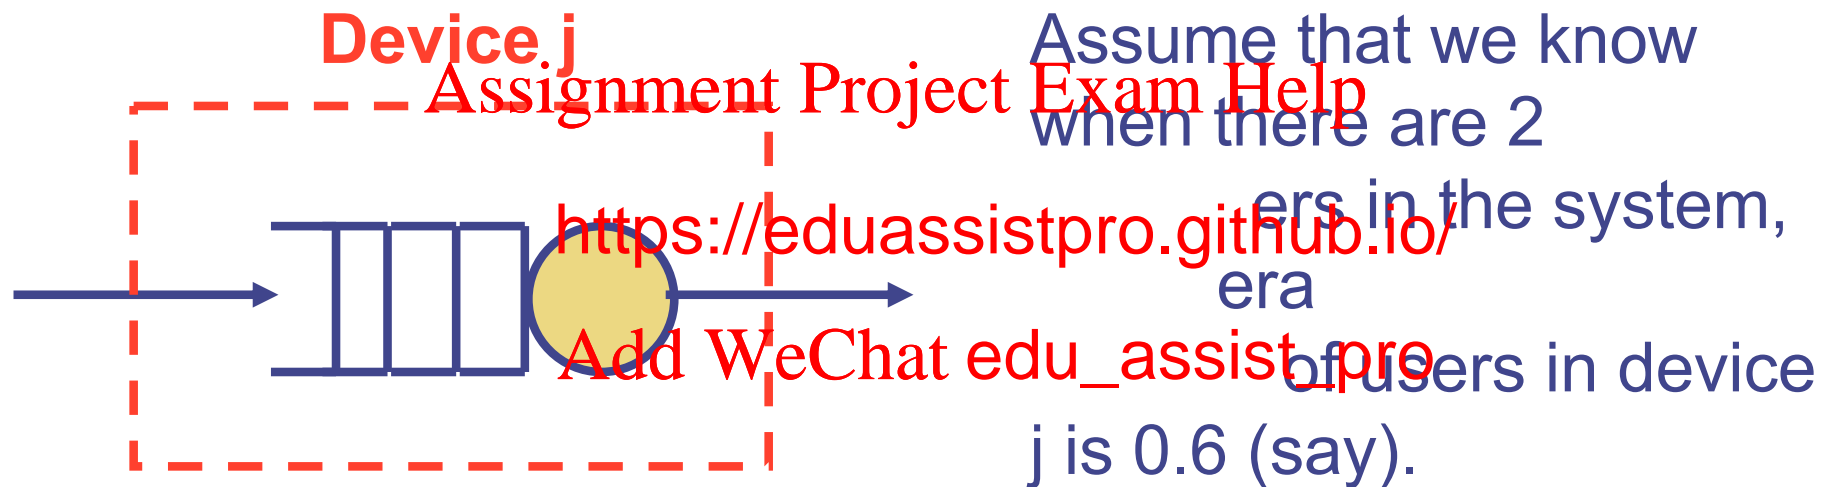 Device j
Assignment Project Exam Help
https://eduassistpro.github.io/
Add WeChat edu_assist_pro
Assume that we know
when there are 2
ers in the system,
era
of users in device
j is 0.6 (say).